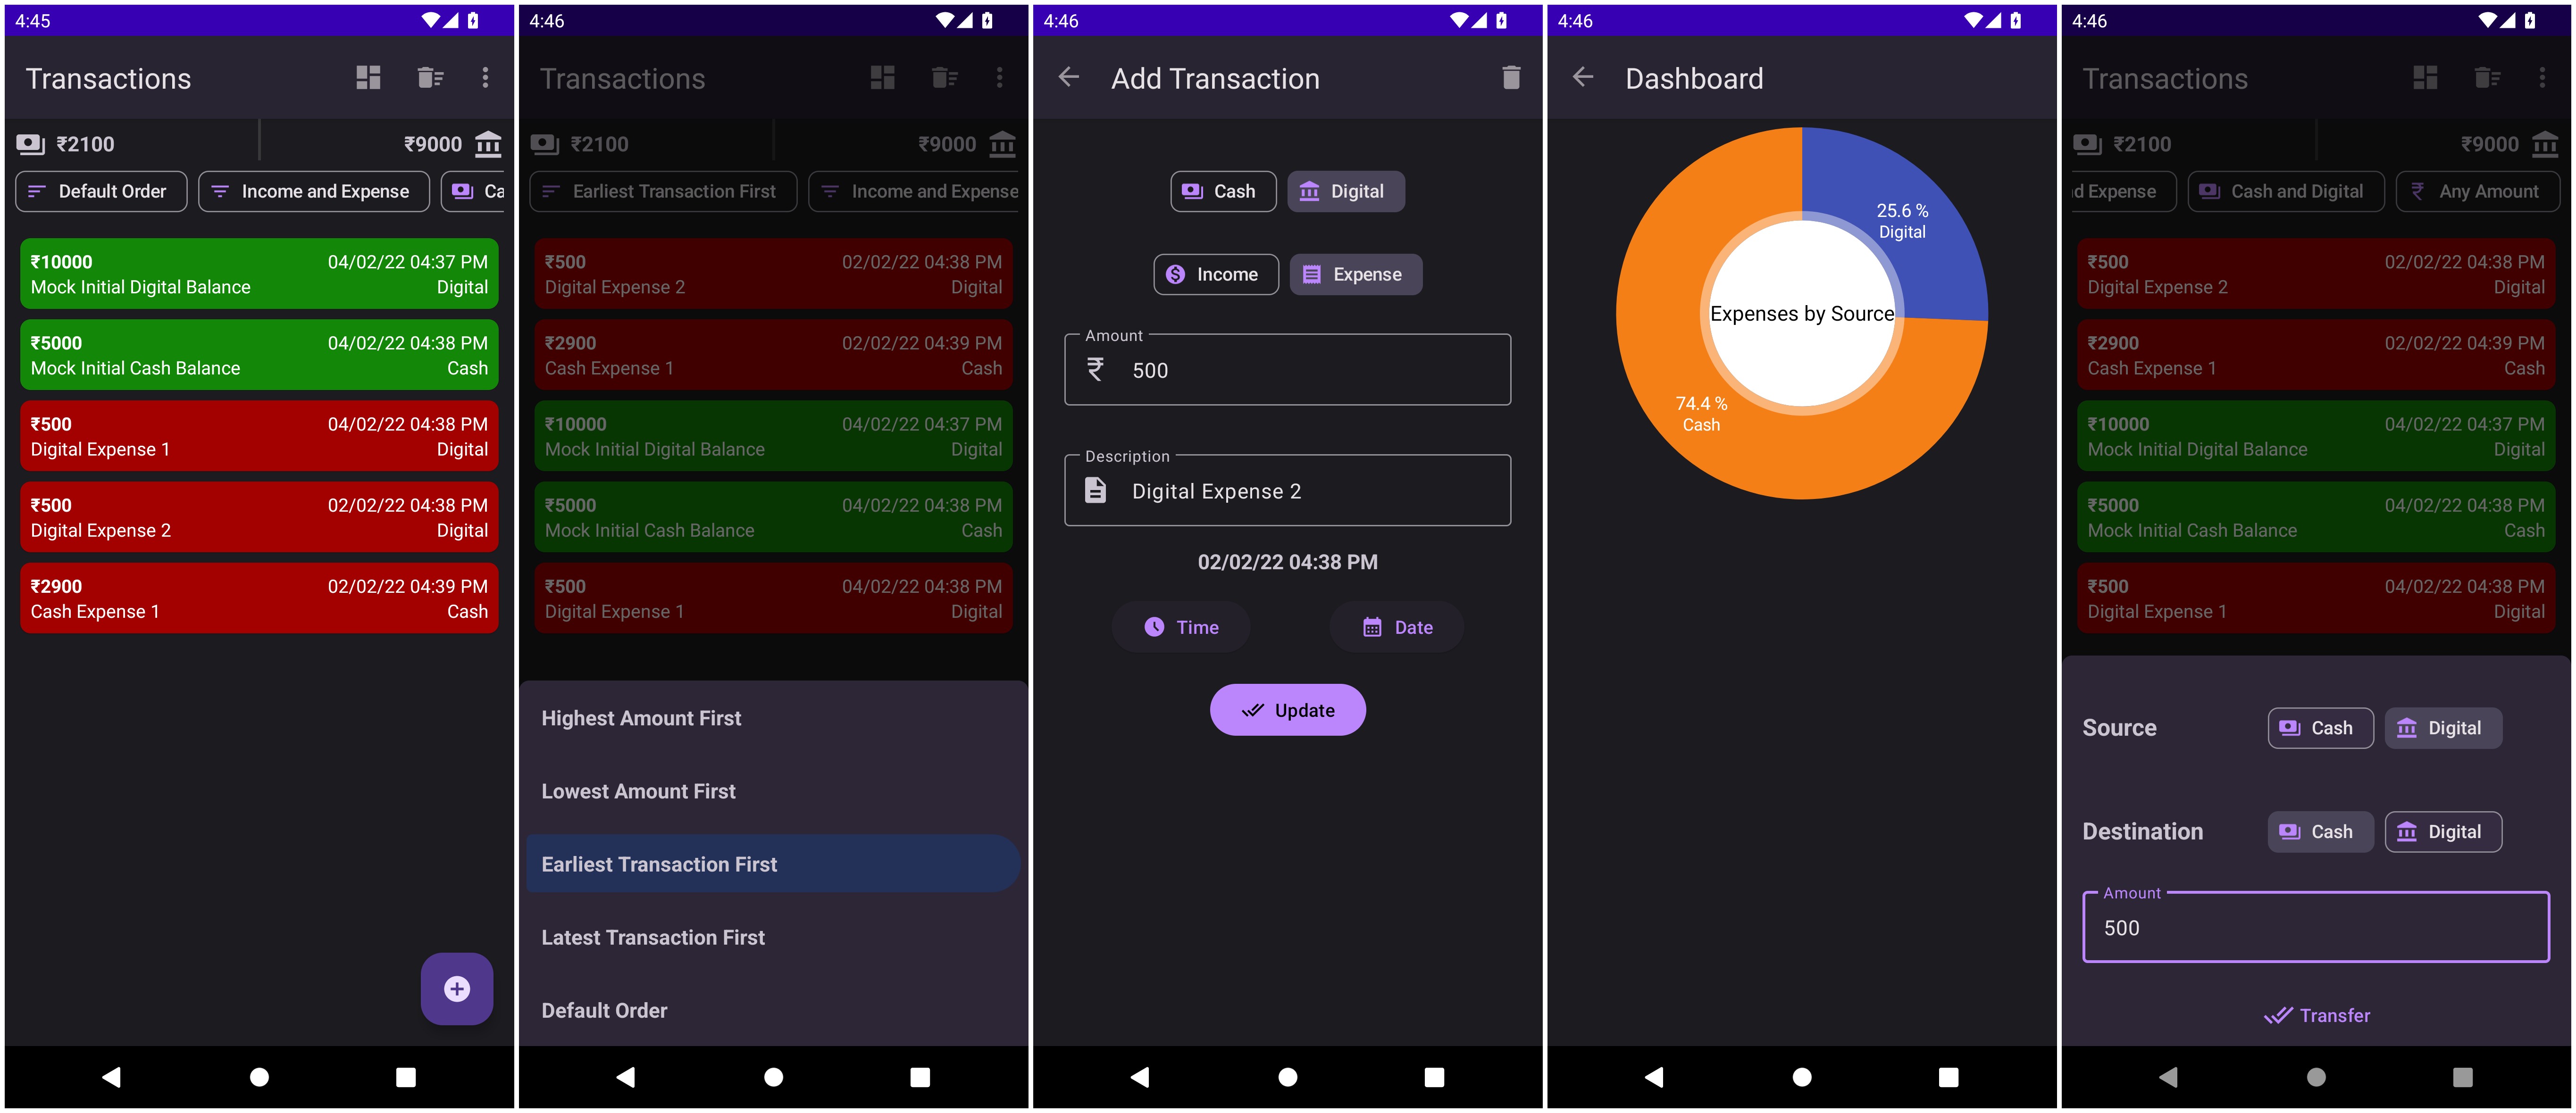 4:45
Transactions
₹2100
₹9000
Default Order
Income and Expense
Ca
₹10000
04/02/22 04:37 PM
Mock Initial Digital Balance
Digital
₹5000
04/02/22 04:38 PM
Mock Initial Cash Balance
Cash
₹500
04/02/22 04:38 PM
Digital Expense 1
Digital
₹500
02/02/22 04:38 PM
Digital Expense 2
Digital
₹2900
02/02/22 04:39 PM
Cash Expense 1
Cash
4:46
Transactions
₹2100
₹9000
Earliest Transaction First
Income and Expense
₹500
02/02/22 04:38 PM
Digital Expense 2
Digital
₹2900
02/02/22 04:39 PM
Cash Expense 1
Cash
₹10000
04/02/22 04:37 PM
Mock Initial Digital Balance
Digital
₹5000
04/02/22 04:38 PM
Mock Initial Cash Balance
Cash
₹500
04/02/22 04:38 PM
Digital Expense 1
Digital
Highest Amount First
Lowest Amount First
Earliest Transaction First
Latest Transaction First
Default Order
4:46
Add Transaction
Cash
Digital
Income
Expense
Amount
₹ 500
Description
Digital Expense 2
02/02/22 04:38 PM
Time
Date
Update
4:46
Dashboard
25.6 %
Digital
Expenses by Source
74.4 %
Cash
4:46
Transactions
₹2100
₹9000
d Expense
Cash and Digital
₹ Any Amount
₹500
02/02/22 04:38 PM
Digital Expense 2
Digital
₹2900
02/02/22 04:39 PM
Cash Expense 1
Cash
₹10000
04/02/22 04:37 PM
Mock Initial Digital Balance
Digital
₹5000
04/02/22 04:38 PM
Mock Initial Cash Balance
Cash
₹500
04/02/22 04:38 PM
Digital Expense 1
Digital
Source
Cash
Digital
Destination
Cash
Digital
Amount
500
Transfer